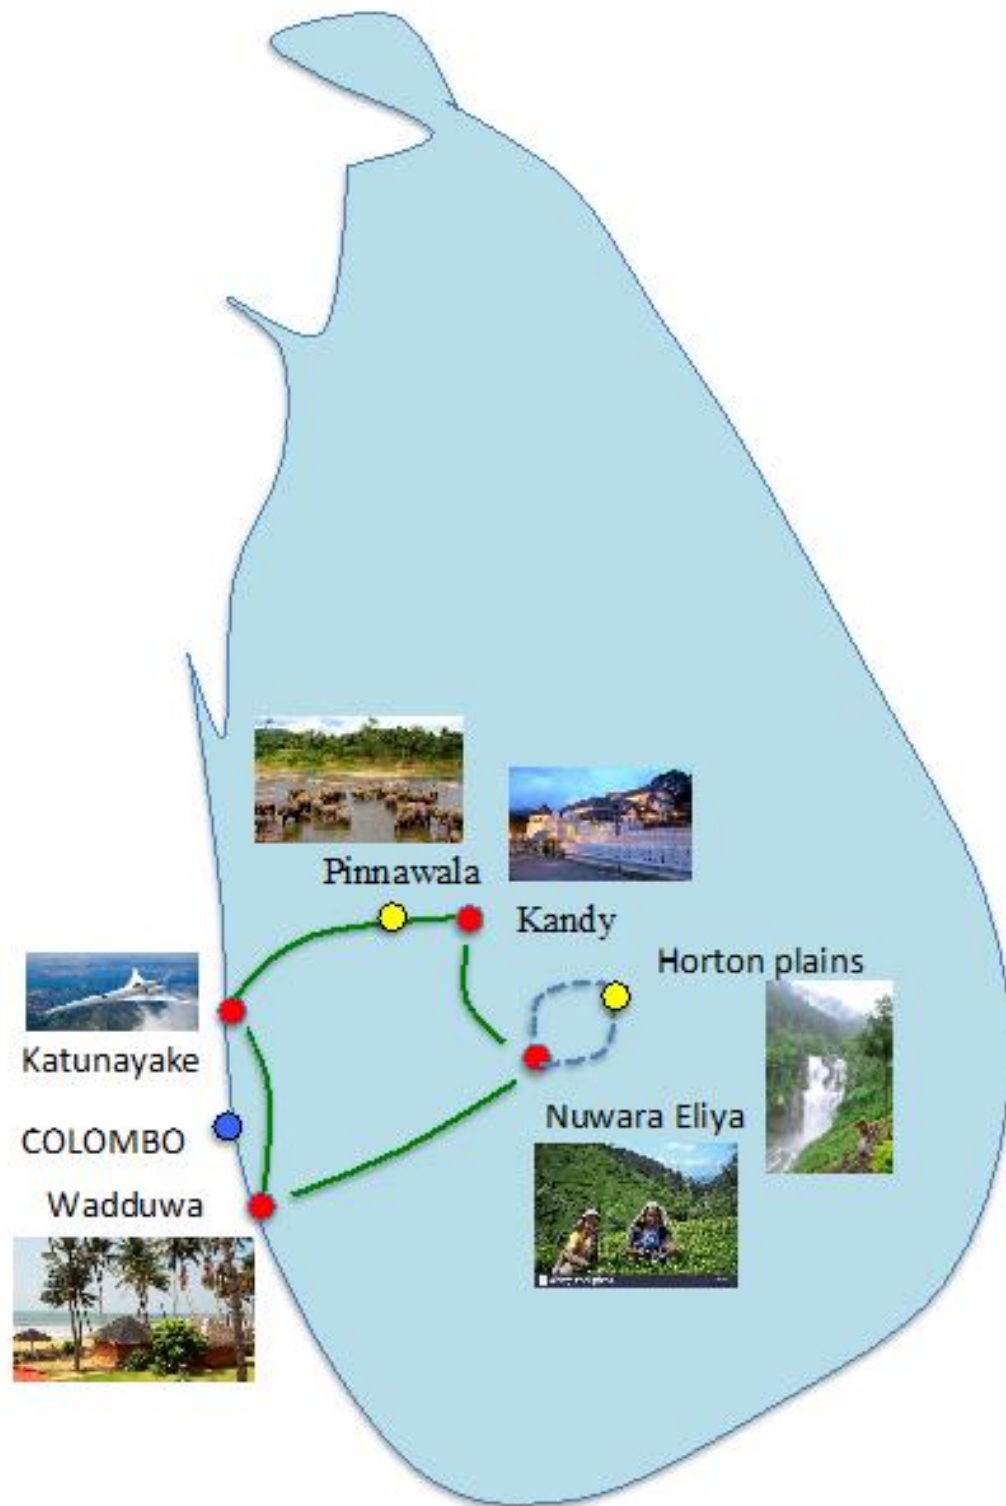 Pinnawala
Kandy
Horton plains
Katunayake
Nuwara Eliya
COLOMBO
Wadduwa